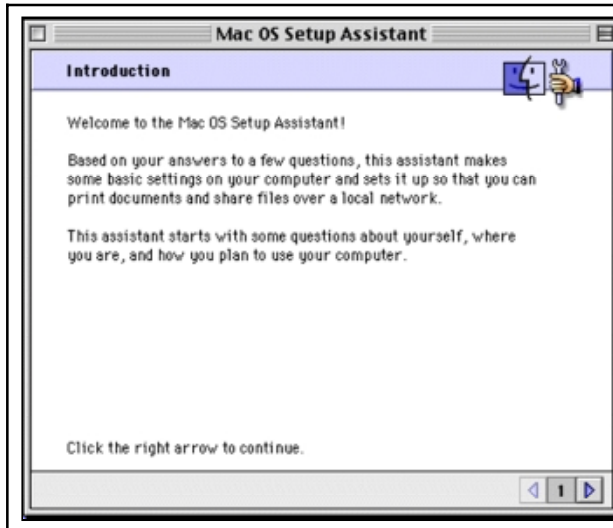 Mac OS Setup Assistant
Introduction
Welcome to the Mac OS Setup Assistant!
Based on your answers to a few questions, this assistant makes
some basic settings on your computer and sets it up so that you can
print documents and share files over a local network.
This assistant starts with some questions about yourself, where
you are, and how you plan to use your computer.
Click the right arrow to continue.
1